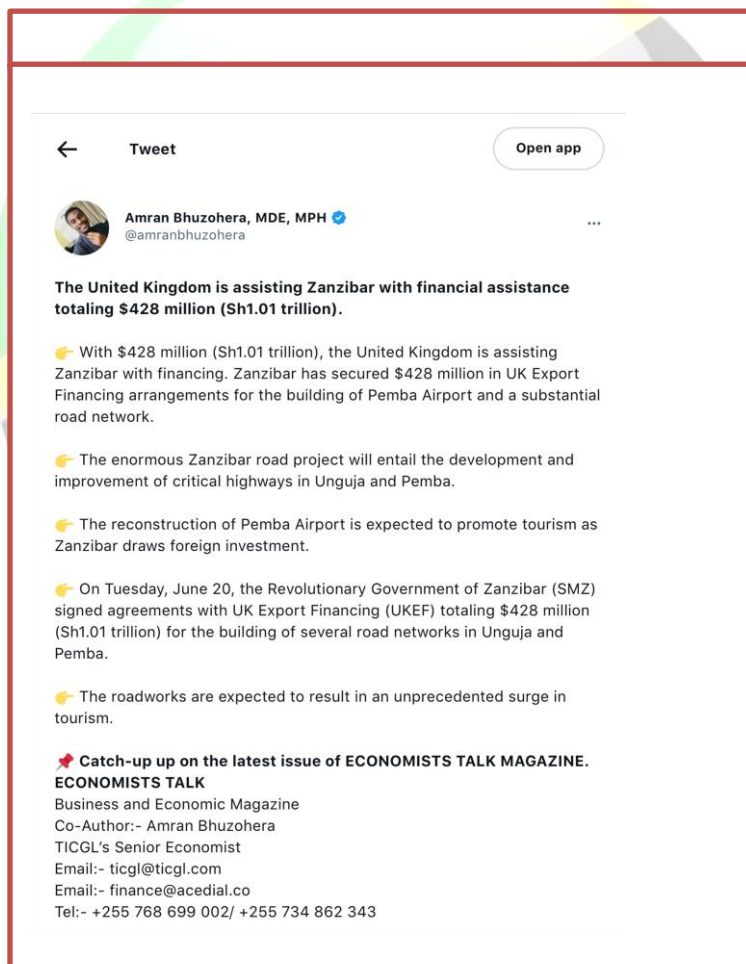 Tweet
Open app
Amran Bhuzohera, MDE, MPH
@amranbhuzohera
The United Kingdom is assisting Zanzibar with financial assistance
totaling $428 million (Sh1.01 trillion).
👉 With $428 million (Sh1.01 trillion), the United Kingdom is assisting
Zanzibar with financing. Zanzibar has secured $428 million in UK Export
Financing arrangements for the building of Pemba Airport and a substantial
road network.
👉 The enormous Zanzibar road project will entail the development and
improvement of critical highways in Unguja and Pemba.
👉 The reconstruction of Pemba Airport is expected to promote tourism as
Zanzibar draws foreign investment.
👉 On Tuesday, June 20, the Revolutionary Government of Zanzibar (SMZ)
signed agreements with UK Export Financing (UKEF) totaling $428 million
(Sh1.01 trillion) for the building of several road networks in Unguja and
Pemba.
👉 The roadworks are expected to result in an unprecedented surge in
tourism.
📌 Catch-up up on the latest issue of ECONOMISTS TALK MAGAZINE.
ECONOMISTS TALK
Business and Economic Magazine
Co-Author:- Amran Bhuzohera
TICGL's Senior Economist
Email:- ticgl@ticgl.com
Email:- finance@acedial.co
Tel:- +255 768 699 002/ +255 734 862 343